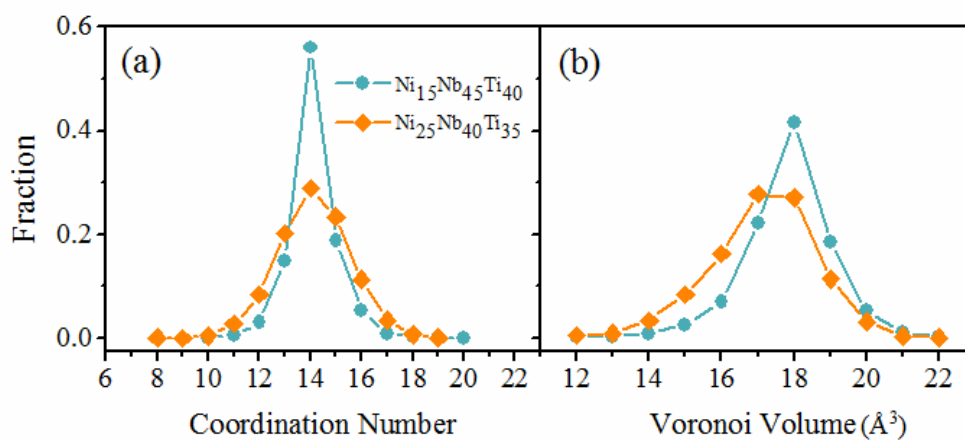 0.6
(a)
(b)
Ni15Nb45Ti40
Ni25Nb40Ti35
0.4
Fraction
0.2
0.0
6 8 10 12 14 16 18 20 22
12 14 16 18 20 22
Coordination Number
Voronoi Volume (Å³)